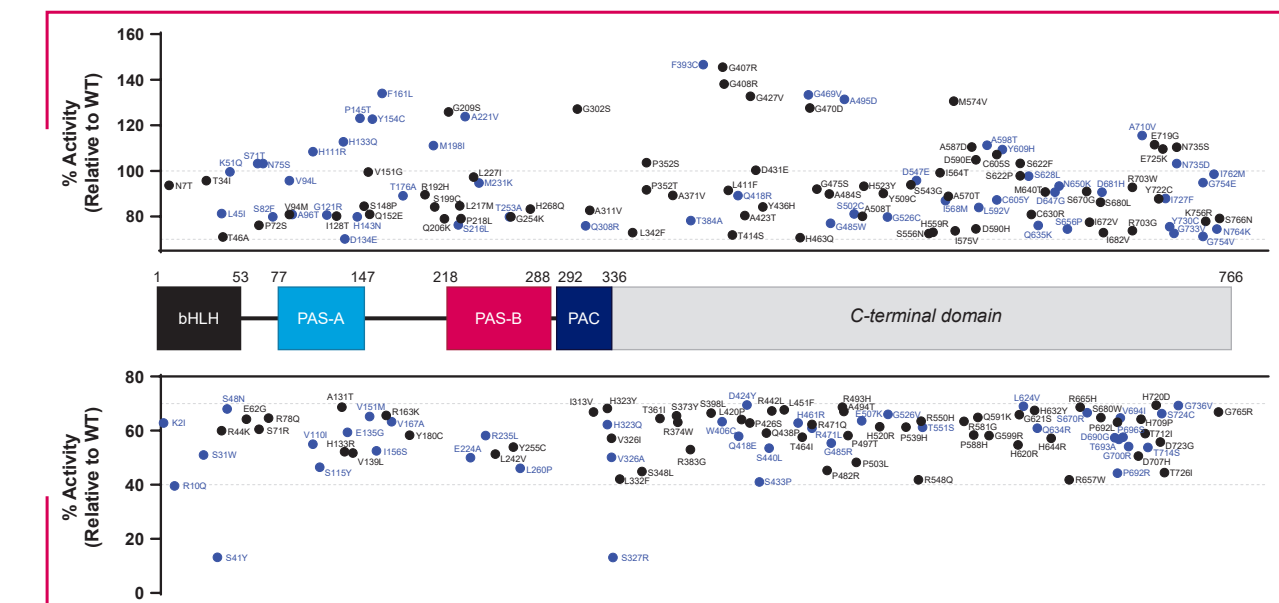 % Activity
(Relative to WT)
160
140
120
100
80
F393C
G407R
G408R
G427V
G469V
G470D
A495D
M574V
F161L
P145T
Y154C
G209S
A221V
G302S
H133Q
H111R
M198I
A587D
A598T
Y609H
D590E
C605S
A710V
E719G
E725K
N735S
S71T
N75S
K51Q
V151G
P352S
D431E
I564T
S622F
S622P
S628L
N735D
I762M
G754E
N7T
T34I
V94L
T176A
R192H
S199C
L227I
M231K
P352T
A371V
L411F
Q418R
Y436H
G475S
A484S
H523Y
Y509C
D547E
S543G
A570T
I568M
L592V
C605Y
M640T
N650K
D647G
S670G
D681H
S680L
R703W
Y722C
I727F
L45I
S82F
V94M
A96T
G121R
S148P
L217M
H268Q
P72S
I128T
H143N
Q152E
Q206K
P218L
S216L
T253A
G254K
A311V
Q308R
T384A
A423T
S502C
A508T
G526C
G485W
C630R
Q635K
S656P
I672V
R703G
Y730C
G733V
K756R
S766N
N764K
T46A
D134E
L342F
T414S
H463Q
S556N
H559R
I575V
D590H
I682V
G754V
1 53 77 147 218 288 292 336 766
bHLH PAS-A PAS-B PAC C-terminal domain
% Activity
(Relative to WT)
80
60
40
20
0
S48N
A131T
V151M
R163K
I313V
H323Y
T361I
S373Y
S398L
L420P
D424Y
R442L
L451F
R493H
A494T
L624V
H632Y
R665H
S680W
H720D
G736V
K2I
E62G
R78Q
V167A
H323Q
R374W
W406C
P426S
H461R
R471Q
E507K
G526V
R550H
Q591K
G621S
S670R
V694I
H709P
S724C
G765R
R44K
S71R
V110I
E135G
Y180C
R235L
V326I
Q418E
Q438P
T464I
R471L
P497T
H520R
P539H
T551S
R581G
P588H
G599R
Q634R
P692L
P696S
D690G
T712I
S31W
H133R
V139L
I156S
E224A
L242V
Y255C
V326A
R383G
S440L
G485R
H620R
H644R
T693A
G700R
T714S
D723G
D707H
R10Q
S115Y
L260P
S348L
L332F
S433P
P482R
P503L
R548Q
R657W
P692R
T726I
S41Y
S327R